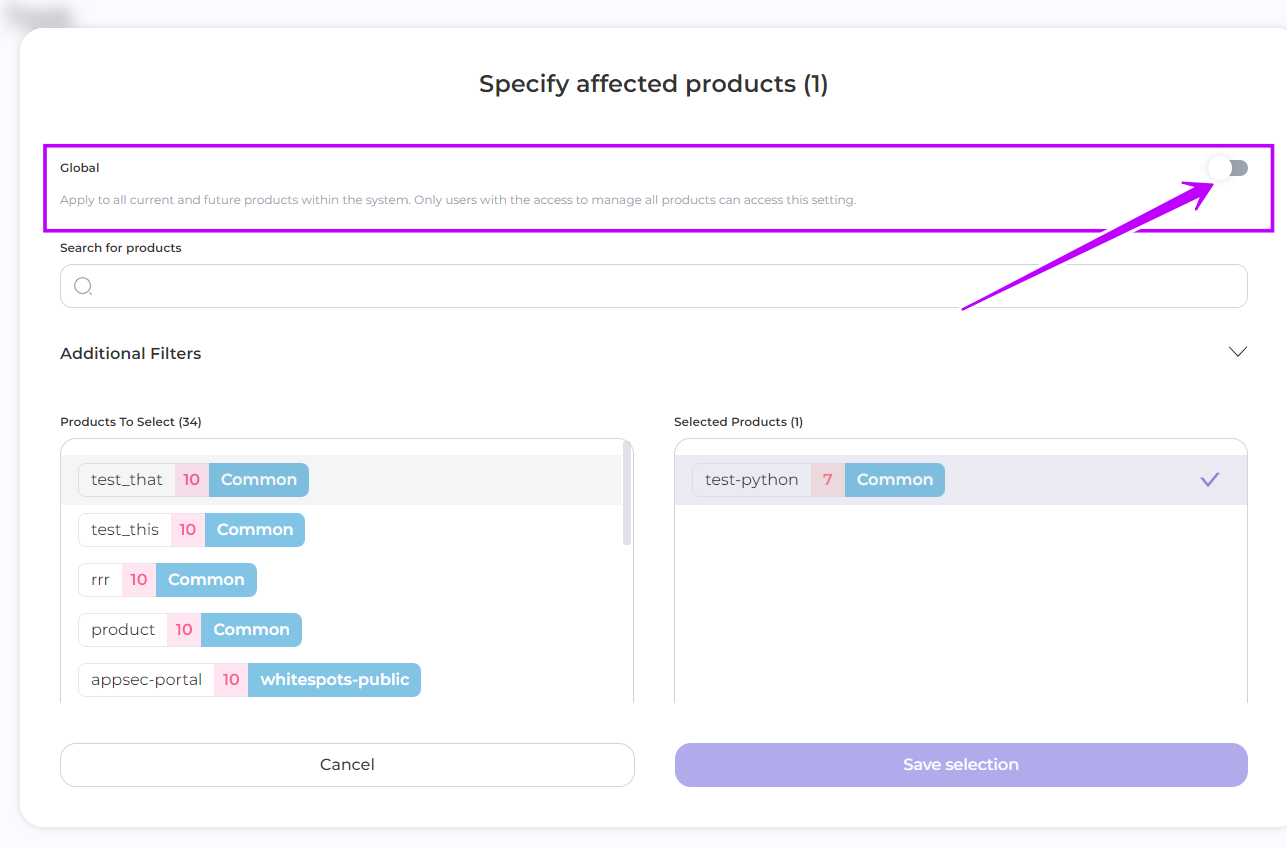 Specify affected products (1)
Global
Apply to all current and future products within the system. Only users with the access to manage all products can access this setting.
Search for products
Additional Filters
Products To Select (34)
test_that 10 Common
test_this 10 Common
rrr 10 Common
product 10 Common
appsec-portal 10 whitespots-public
Selected Products (1)
test-python 7 Common
Cancel
Save selection